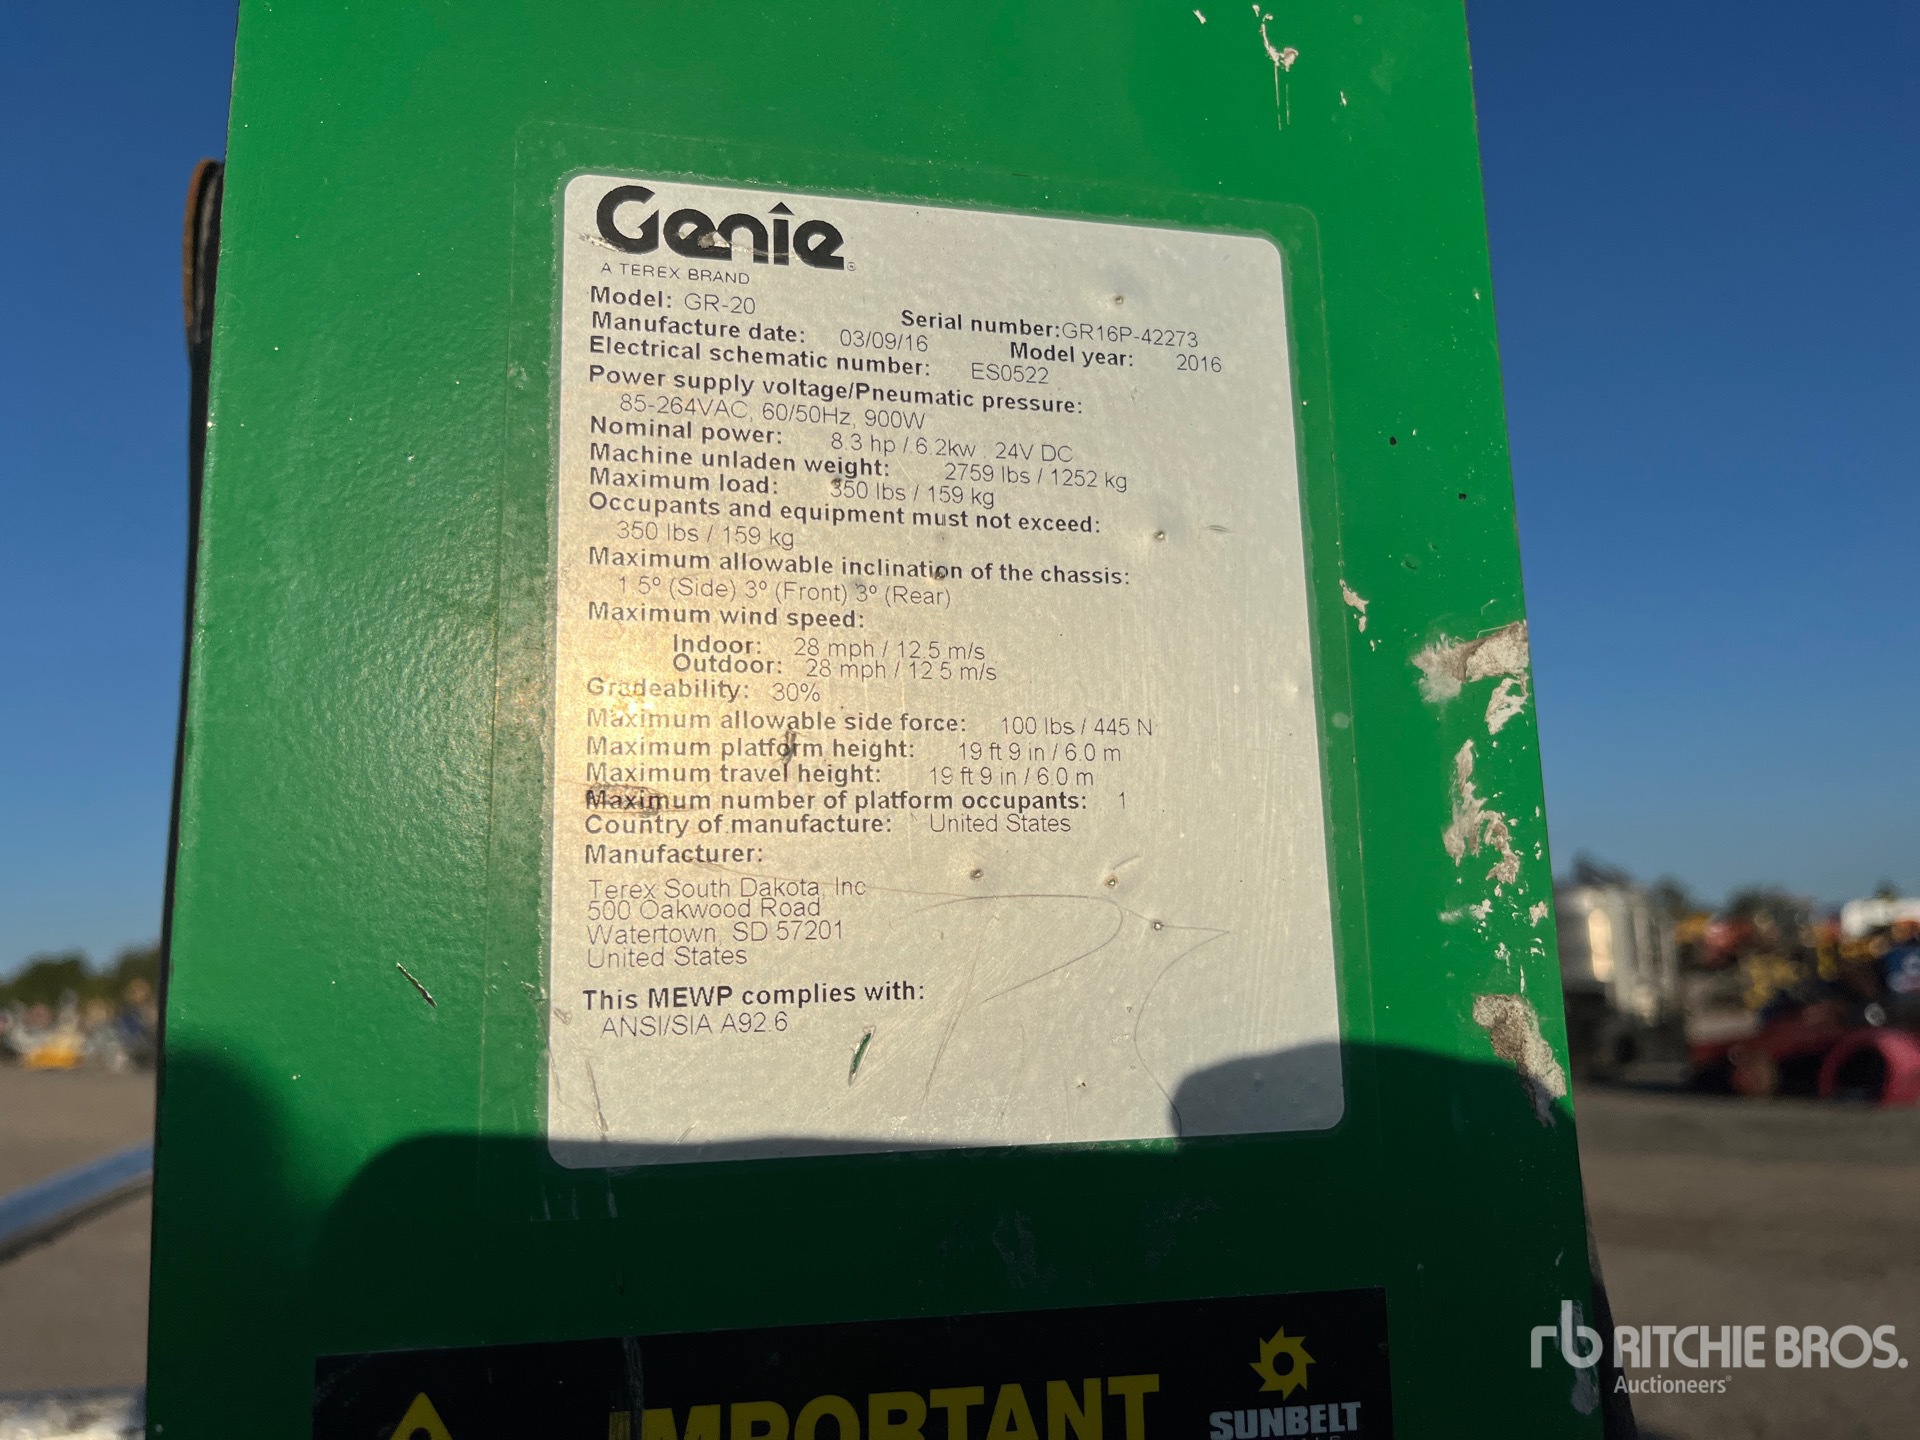 Genie®
A TEREX BRAND
Model: GR-20 Serial number:GR16P-42273
Manufacture date: 03/09/16 Model year: 2016
Electrical schematic number: ES0522
Power supply voltage/Pneumatic pressure:
85-264VAC, 60/50Hz, 900W
Nominal power: 8.3 hp / 6.2kw 24V DC
Machine unladen weight: 2759 lbs / 1252 kg
Maximum load: 350 lbs / 159 kg
Occupants and equipment must not exceed:
350 lbs / 159 kg
Maximum allowable inclination of the chassis:
1.5º (Side) 3º (Front) 3º (Rear)
Maximum wind speed:
Indoor: 28 mph / 12.5 m/s
Outdoor: 28 mph / 12.5 m/s
Gradeability: 30%
Maximum allowable side force: 100 lbs / 445 N
Maximum platform height: 19 ft 9 in / 6.0 m
Maximum travel height: 19 ft 9 in / 6.0 m
Maximum number of platform occupants: 1
Country of manufacture: United States
Manufacturer:
Terex South Dakota, Inc
500 Oakwood Road
Watertown, SD 57201
United States
This MEWP complies with:
ANSI/SIA A92.6
IMPORTANT
SUNBELT
rb RITCHIE BROS.
Auctioneers®